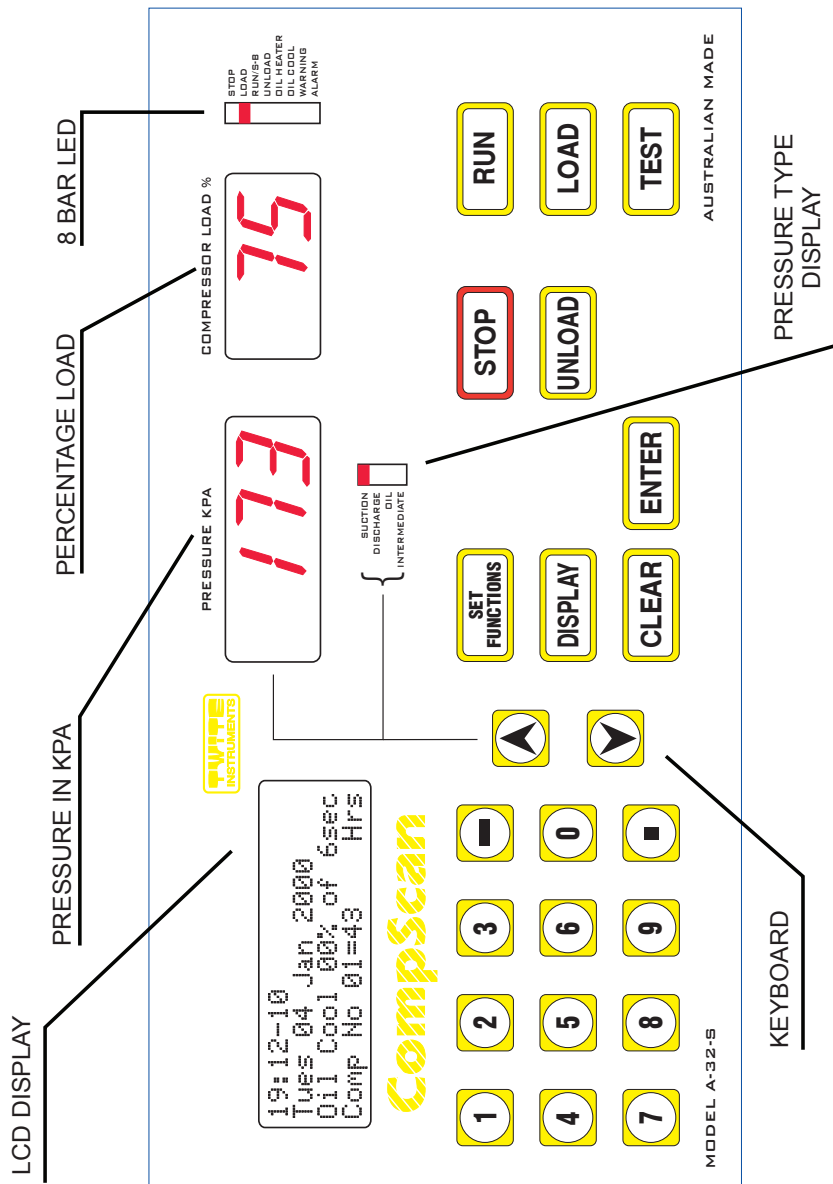 LCD DISPLAY
PRESSURE IN KPA
PERCENTAGE LOAD
8 BAR LED
19:12-10
Tues 04 Jan 2000
Oil Cool 00% of 6sec
Comp No 01=43 Hrs
TWITE
INSTRUMENTS
PRESSURE KPA
173
COMPRESSOR LOAD %
75
STOP
LOAD
RUN/S-B
UNLOAD
OIL HEATER
OIL COOL
WARNING
ALARM
CompScan
SUCTION
DISCHARGE
OIL
INTERMEDIATE
1
2
3
SET
FUNCTIONS
STOP
RUN
4
5
6
0
DISPLAY
UNLOAD
LOAD
7
8
9
CLEAR
ENTER
TEST
MODEL A-32-S
AUSTRALIAN MADE
KEYBOARD
PRESSURE TYPE
DISPLAY